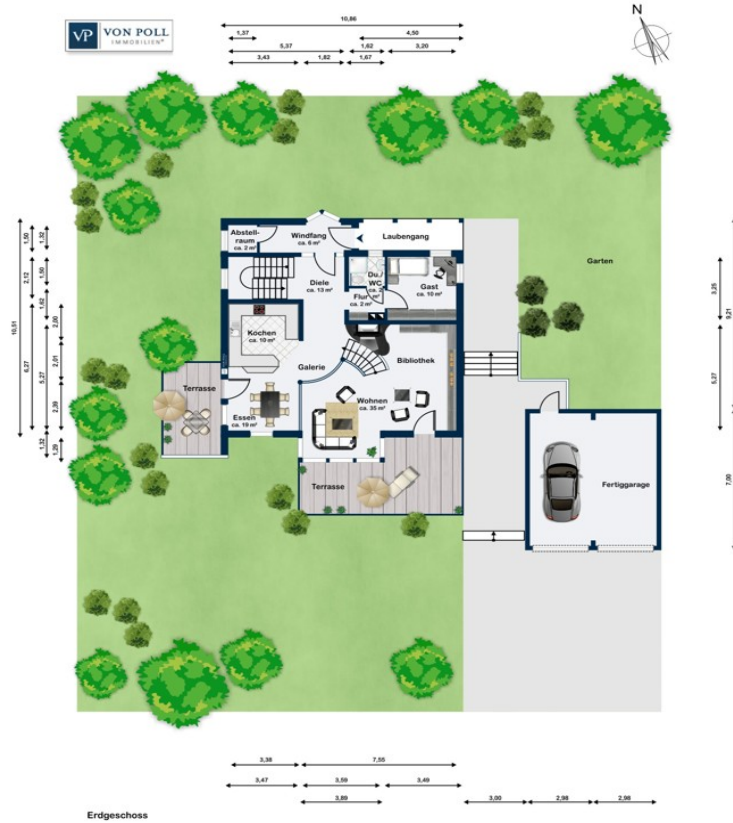 VP VON POLL
IMMOBILIEN®
N
10,86
1,37
4,50
5,37
1,62
3,20
3,43
1,82
1,67
Abstell-
raum
ca. 2 m²
Windfang
ca. 6 m²
Laubengang
Diele
ca. 13 m²
Du./
WC
ca. 2
m²
Gast
ca. 10 m²
Flur
ca. 2 m²
Garten
Kochen
ca. 10 m²
Galerie
Bibliothek
Terrasse
Wohnen
ca. 35 m²
Essen
ca. 19 m²
Terrasse
Fertiggarage
10,51
1,50
2,12
6,27
1,32
1,50
1,62
5,27
1,32
2,00
2,01
2,39
1,29
3,25
5,27
9,21
7,00
3,38
7,55
3,47
3,59
3,49
3,89
3,00
2,98
2,98
Erdgeschoss